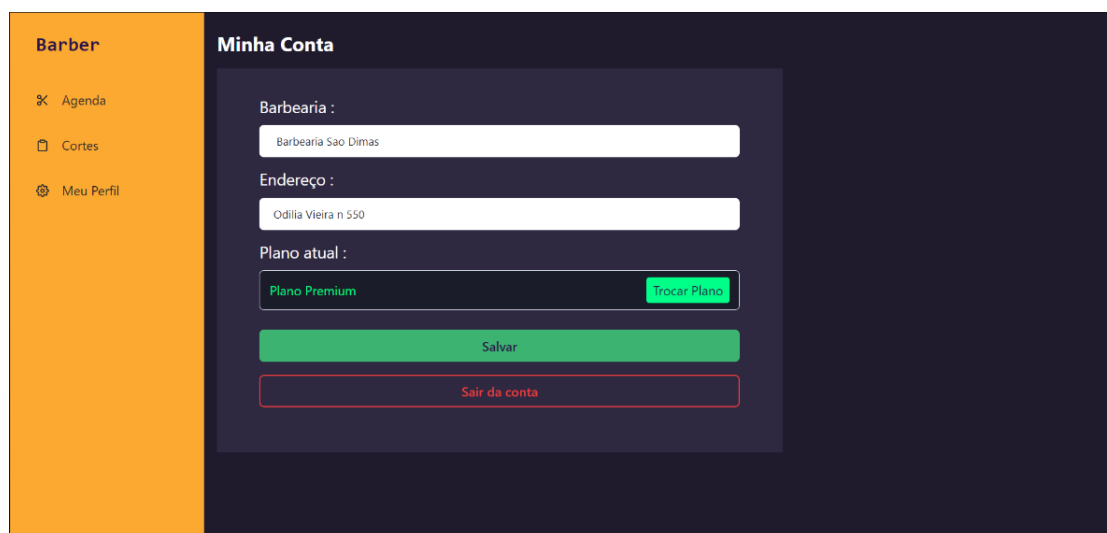 Barber
Agenda
Cortes
Meu Perfil
Minha Conta
Barbearia :
Barbearia Sao Dimas
Endereço :
Odilia Vieira n 550
Plano atual :
Plano Premium
Trocar Plano
Salvar
Sair da conta